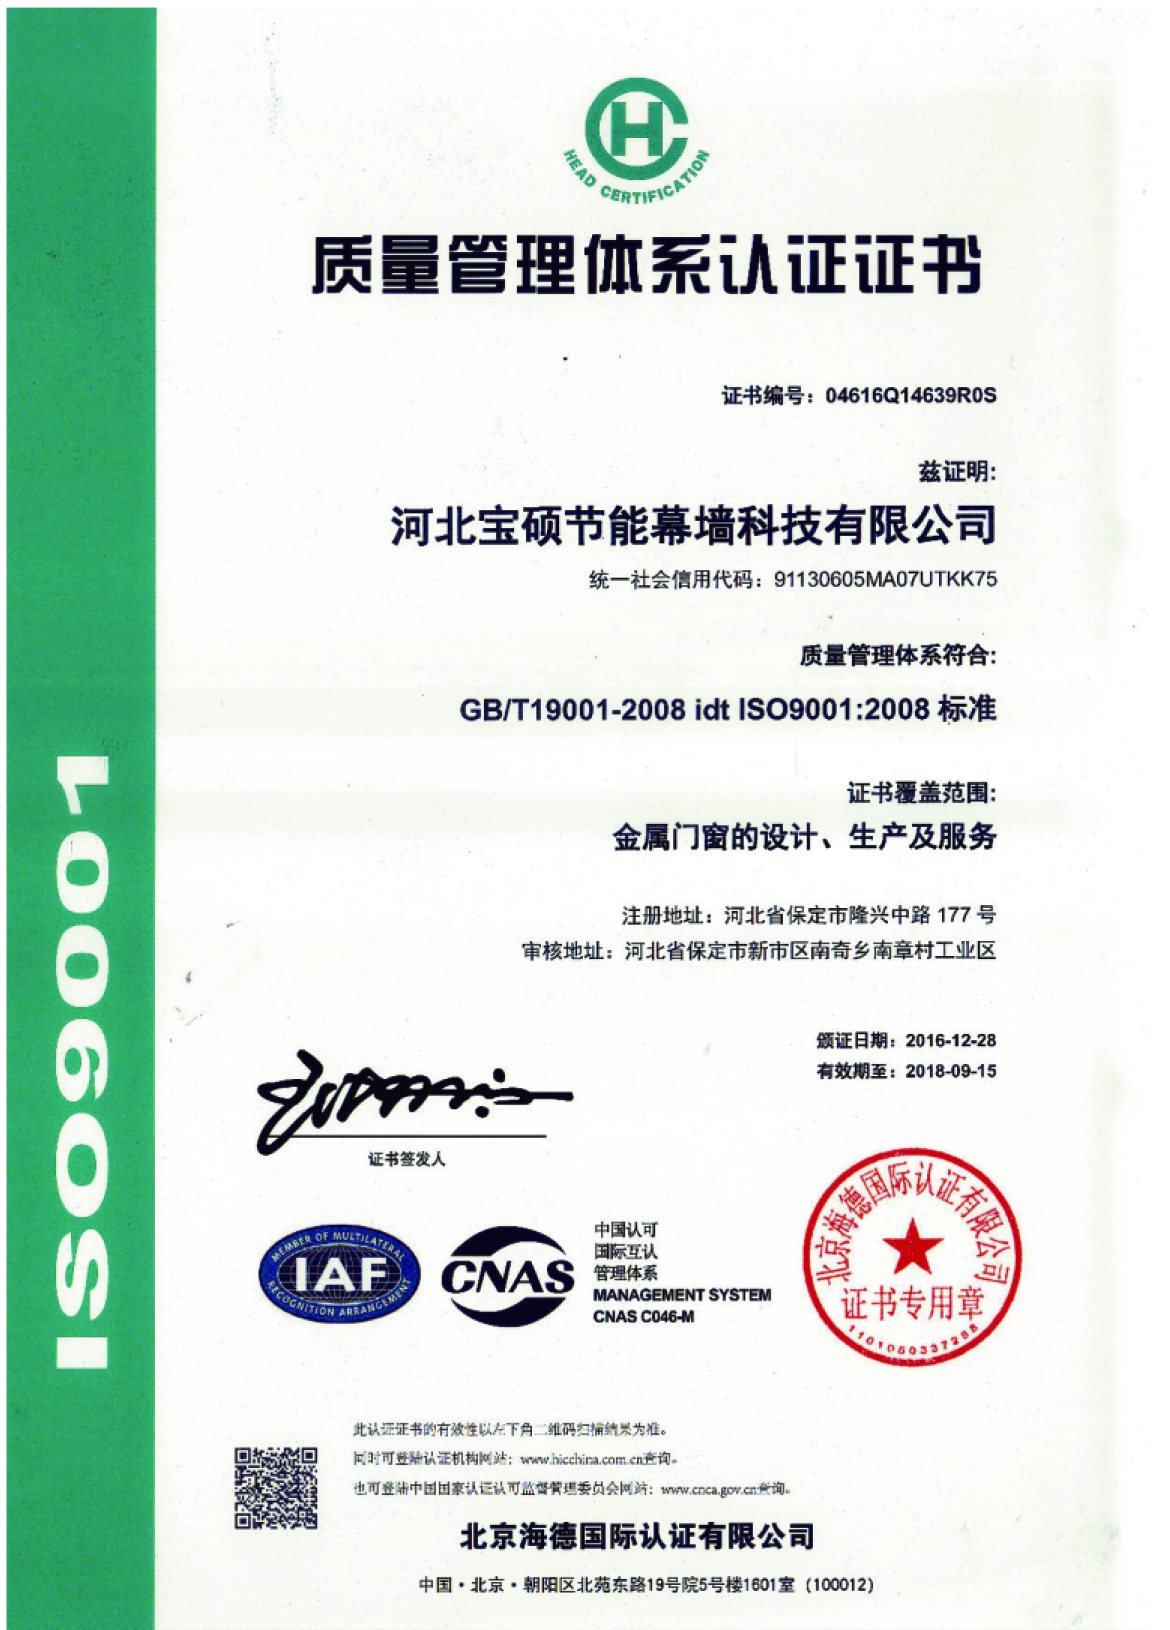 HEAD CERTIFICATION
质量管理体系认证证书
证书编号：04616Q14639R0S
兹证明:
河北宝硕节能幕墙科技有限公司
统一社会信用代码：91130605MA07UTKK75
质量管理体系符合:
GB/T19001-2008 idt ISO9001:2008 标准
证书覆盖范围:
金属门窗的设计、生产及服务
注册地址：河北省保定市隆兴中路 177 号
审核地址：河北省保定市新市区南奇乡南章村工业区
颁证日期：2016-12-28
有效期至：2018-09-15
证书签发人
MEMBER OF MULTILATERAL
IAF
RECOGNITION ARRANGEMENT
CNAS
中国认可
国际互认
管理体系
MANAGEMENT SYSTEM
CNAS C046-M
北京海德国际认证有限公司
证书专用章
1101050337288
此认证证书的有效性以左下角二维码扫描结果为准。
同时可登陆认证机构网站：www.hicchina.com.cn查询。
也可登陆中国国家认证认可监督管理委员会网站：www.cnca.gov.cn查询。
北京海德国际认证有限公司
中国·北京·朝阳区北苑东路19号院5号楼1601室（100012）
ISO9001